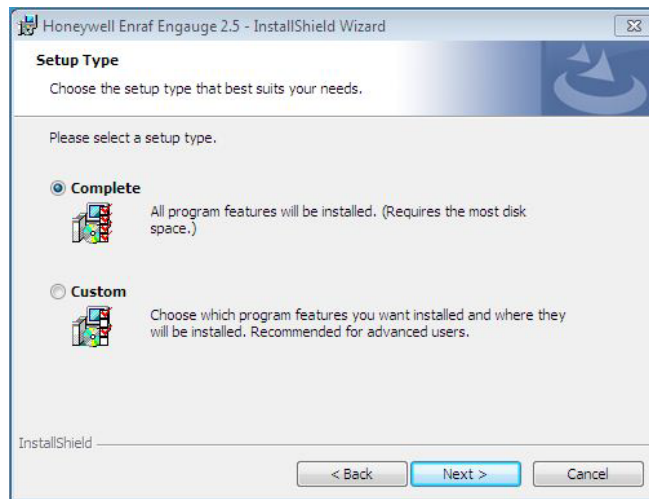 Honeywell Enraf Engauge 2.5 - InstallShield Wizard
Setup Type
Choose the setup type that best suits your needs.
Please select a setup type.
Complete
All program features will be installed. (Requires the most disk
space.)
Custom
Choose which program features you want installed and where they
will be installed. Recommended for advanced users.
InstallShield
< Back
Next >
Cancel